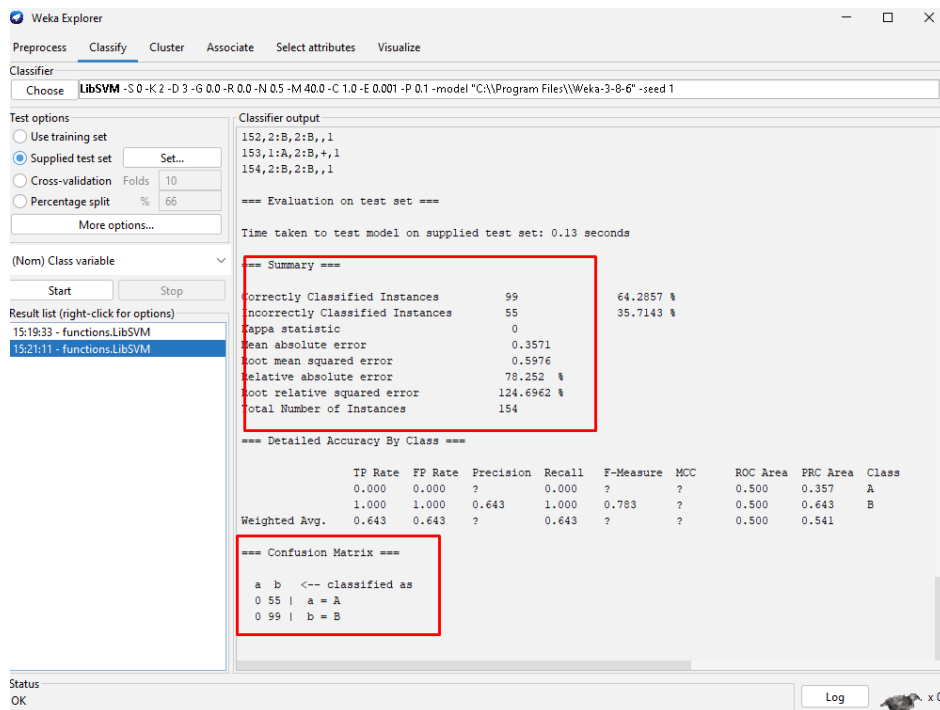 Weka Explorer
Preprocess Classify Cluster Associate Select attributes Visualize
Classifier
Choose LibSVM -S 0 -K 2 -D 3 -G 0.0 -R 0.0 -N 0.5 -M 40.0 -C 1.0 -E 0.001 -P 0.1 -model "C:\\Program Files\\Weka-3-8-6" -seed 1
Test options
Use training set
Supplied test set Set...
Cross-validation Folds 10
Percentage split % 66
More options...
(Nom) Class variable
Start Stop
Result list (right-click for options)
15:19:33 - functions.LibSVM
15:21:11 - functions.LibSVM
Classifier output
152,2:B,2:B,,1
153,1:A,2:B,+,1
154,2:B,2:B,,1
=== Evaluation on test set ===
Time taken to test model on supplied test set: 0.13 seconds
=== Summary ===
Correctly Classified Instances 99 64.2857 %
Incorrectly Classified Instances 55 35.7143 %
Kappa statistic 0
Mean absolute error 0.3571
Root mean squared error 0.5976
Relative absolute error 78.252 %
Root relative squared error 124.6962 %
Total Number of Instances 154
=== Detailed Accuracy By Class ===
TP Rate FP Rate Precision Recall F-Measure MCC ROC Area PRC Area Class
0.000 0.000 ? 0.000 ? ? 0.500 0.357 A
1.000 1.000 0.643 1.000 0.783 ? 0.500 0.643 B
Weighted Avg. 0.643 0.643 ? 0.643 ? ? 0.500 0.541
=== Confusion Matrix ===
a b <-- classified as
0 55 | a = A
0 99 | b = B
Status
OK
Log x 0